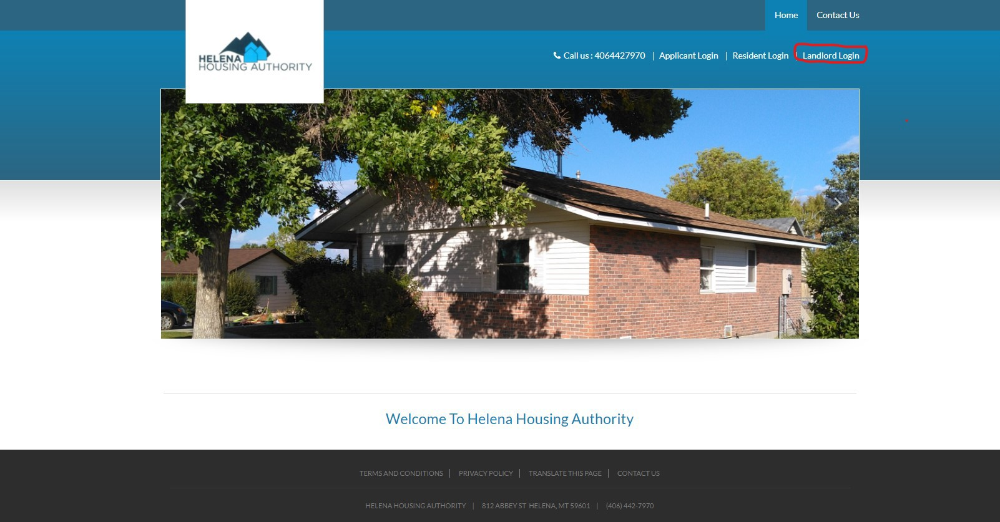 Home Contact Us
HELENA
HOUSING AUTHORITY
Call us : 4064427970 | Applicant Login | Resident Login | Landlord Login
Welcome To Helena Housing Authority
TERMS AND CONDITIONS | PRIVACY POLICY | TRANSLATE THIS PAGE | CONTACT US
HELENA HOUSING AUTHORITY | 812 ABBEY ST HELENA, MT 59601 | (406) 442-7970